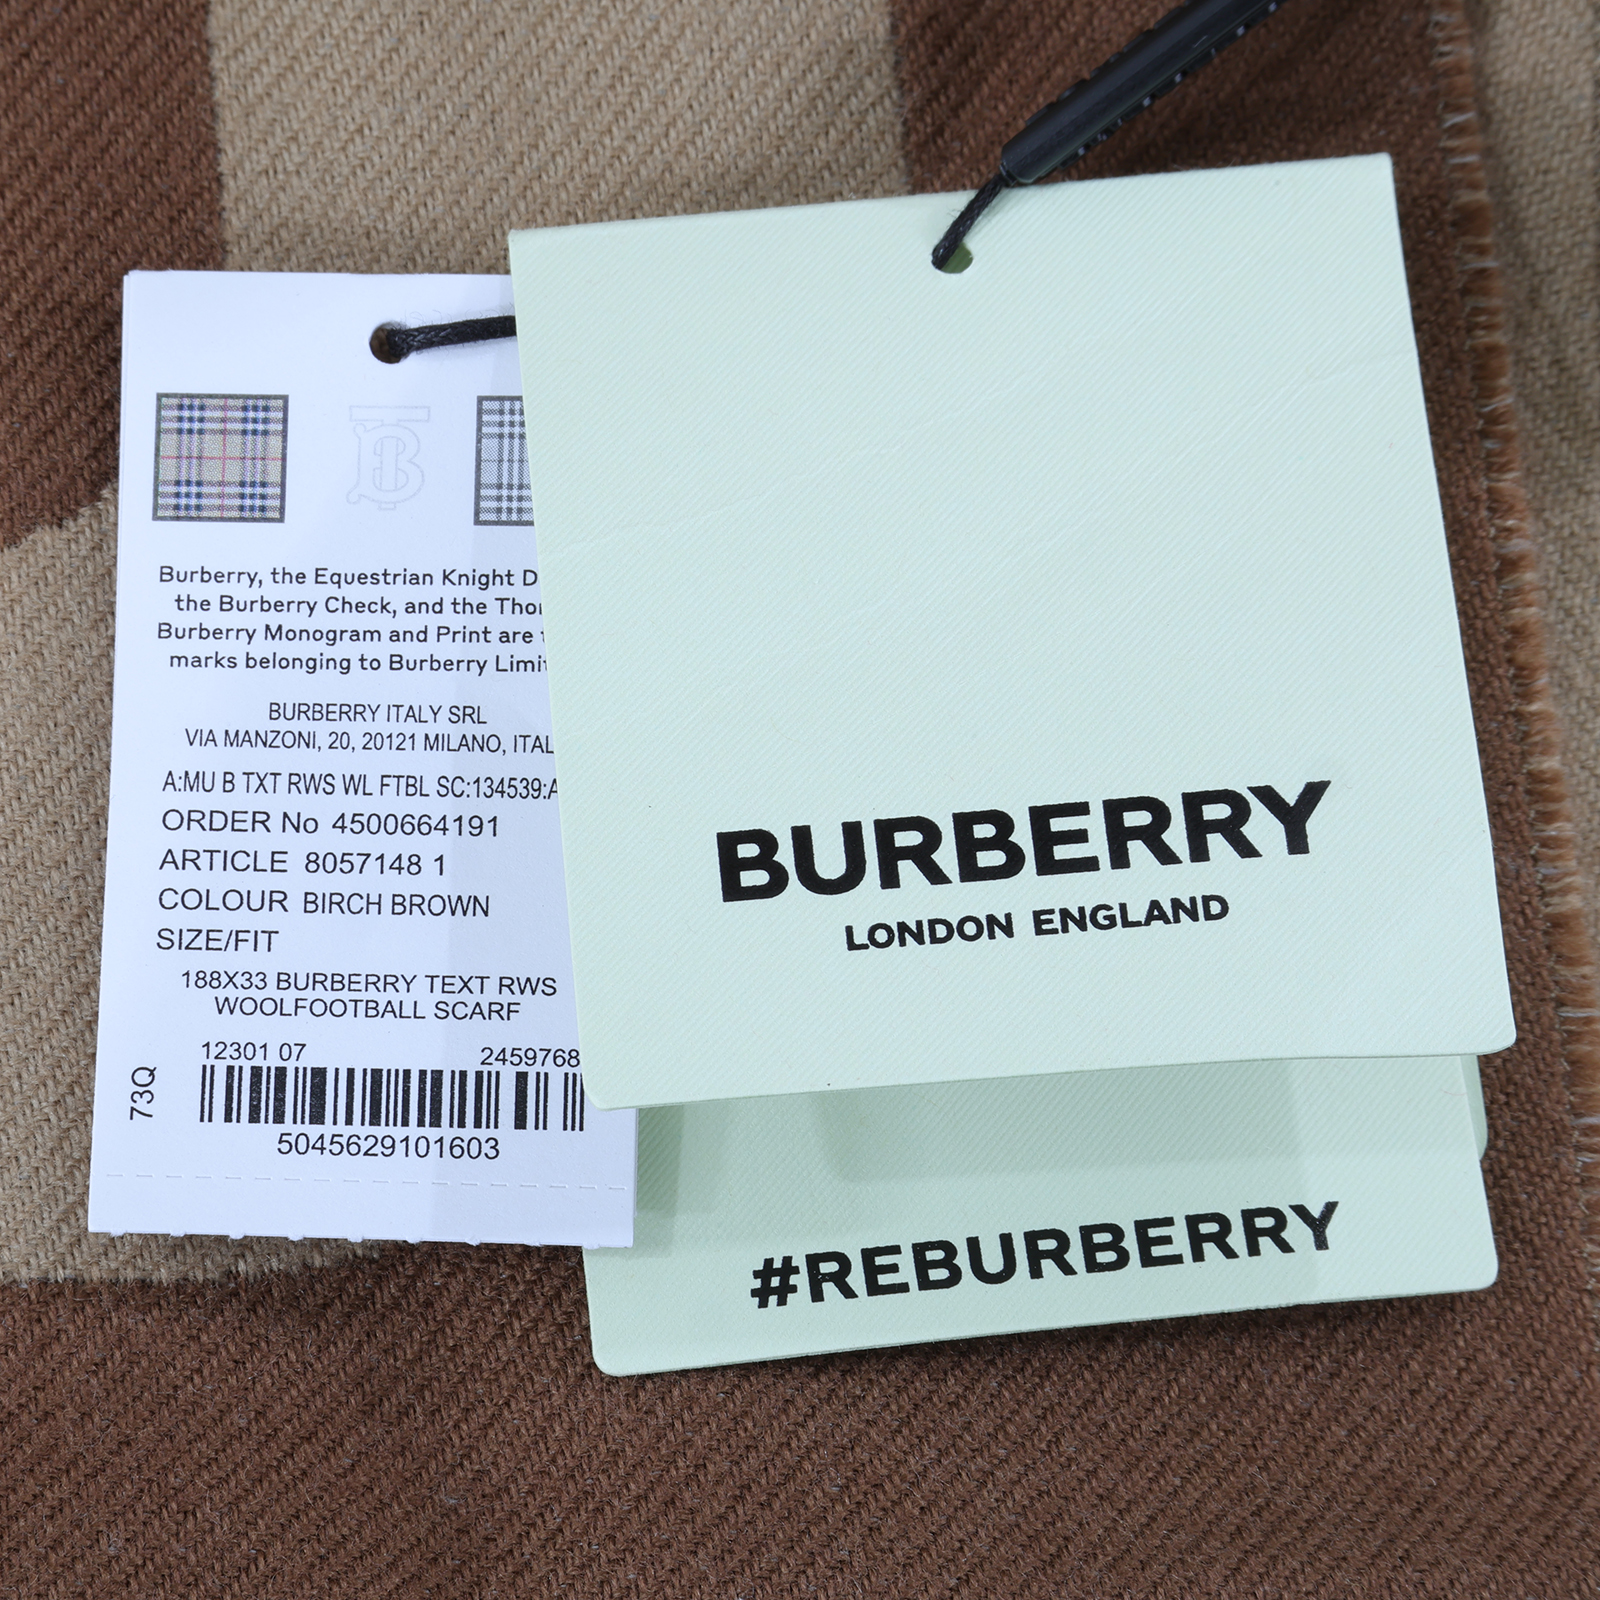 Burberry, the Equestrian Knight
the Burberry Check, and the
Burberry Monogram and Print are
marks belonging to Burberry
BURBERRY ITALY SRL
VIA MANZONI, 20, 20121 MILANO,
A:MU B TXT RWS WL FTBL SC:134539:A
ORDER No 4500664191
ARTICLE 8057148 1
COLOUR BIRCH BROWN
SIZE/FIT
188X33 BURBERRY TEXT RWS
WOOLFOOTBALL SCARF
12301 07 2459768
73Q
5045629101603
BURBERRY
LONDON ENGLAND
#REBURBERRY